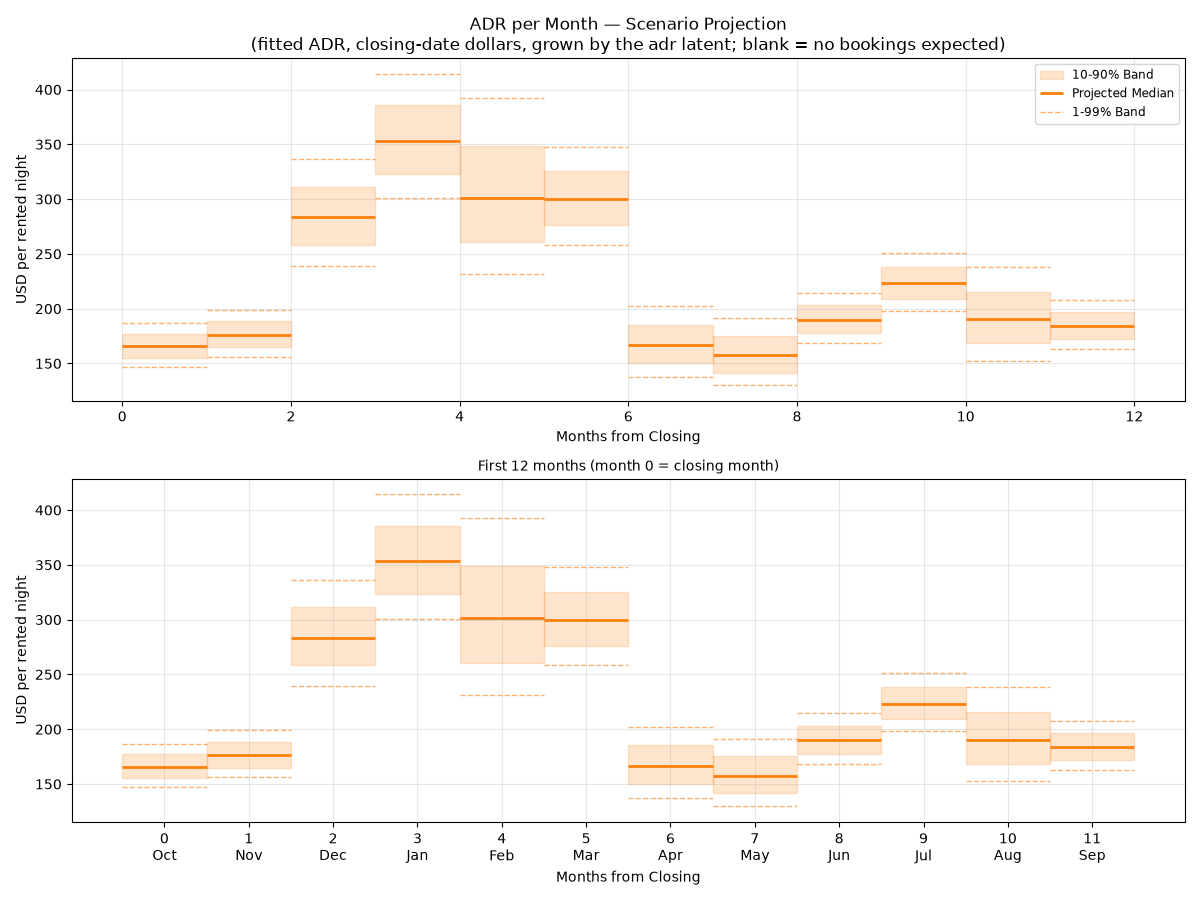 ADR per Month — Scenario Projection
(fitted ADR, closing-date dollars, grown by the adr latent; blank = no bookings expected)
USD per rented night
400
350
300
250
200
150
10-90% Band
Projected Median
1-99% Band
0 2 4 6 8 10 12
Months from Closing
First 12 months (month 0 = closing month)
USD per rented night
400
350
300
250
200
150
0 1 2 3 4 5 6 7 8 9 10 11
Oct Nov Dec Jan Feb Mar Apr May Jun Jul Aug Sep
Months from Closing